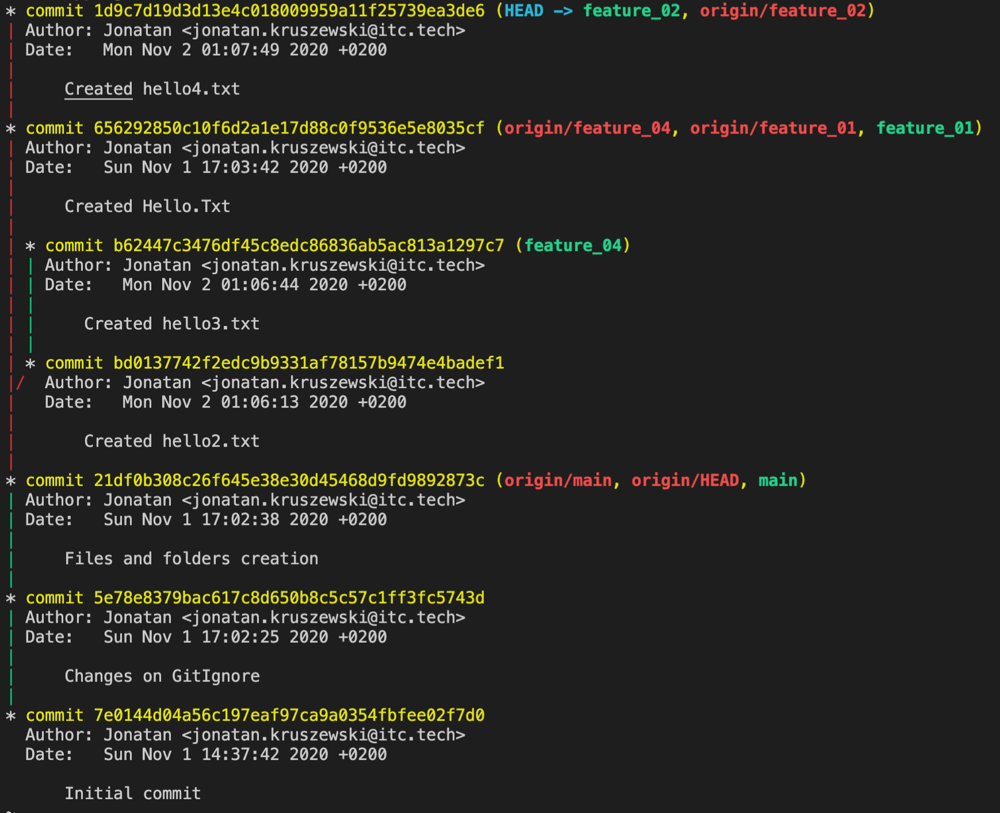 * commit 1d9c7d19d3d13e4c018009959a11f25739ea3de6 (HEAD -> feature_02, origin/feature_02)
| Author: Jonatan <jonatan.kruszewski@itc.tech>
| Date:   Mon Nov 2 01:07:49 2020 +0200
|
|     Created hello4.txt
|
* commit 656292850c10f6d2a1e17d88c0f9536e5e8035cf (origin/feature_04, origin/feature_01, feature_01)
| Author: Jonatan <jonatan.kruszewski@itc.tech>
| Date:   Sun Nov 1 17:03:42 2020 +0200
|
|     Created Hello.Txt
|
| * commit b62447c3476df45c8edc86836ab5ac813a1297c7 (feature_04)
| | Author: Jonatan <jonatan.kruszewski@itc.tech>
| | Date:   Mon Nov 2 01:06:44 2020 +0200
| |
| |     Created hello3.txt
| |
| * commit bd0137742f2edc9b9331af78157b9474e4badef1
|/  Author: Jonatan <jonatan.kruszewski@itc.tech>
|   Date:   Mon Nov 2 01:06:13 2020 +0200
|
|       Created hello2.txt
|
* commit 21df0b308c26f645e38e30d45468d9fd9892873c (origin/main, origin/HEAD, main)
| Author: Jonatan <jonatan.kruszewski@itc.tech>
| Date:   Sun Nov 1 17:02:38 2020 +0200
|
|     Files and folders creation
|
* commit 5e78e8379bac617c8d650b8c5c57c1ff3fc5743d
| Author: Jonatan <jonatan.kruszewski@itc.tech>
| Date:   Sun Nov 1 17:02:25 2020 +0200
|
|     Changes on GitIgnore
|
* commit 7e0144d04a56c197eaf97ca9a0354fbfee02f7d0
  Author: Jonatan <jonatan.kruszewski@itc.tech>
  Date:   Sun Nov 1 14:37:42 2020 +0200

      Initial commit